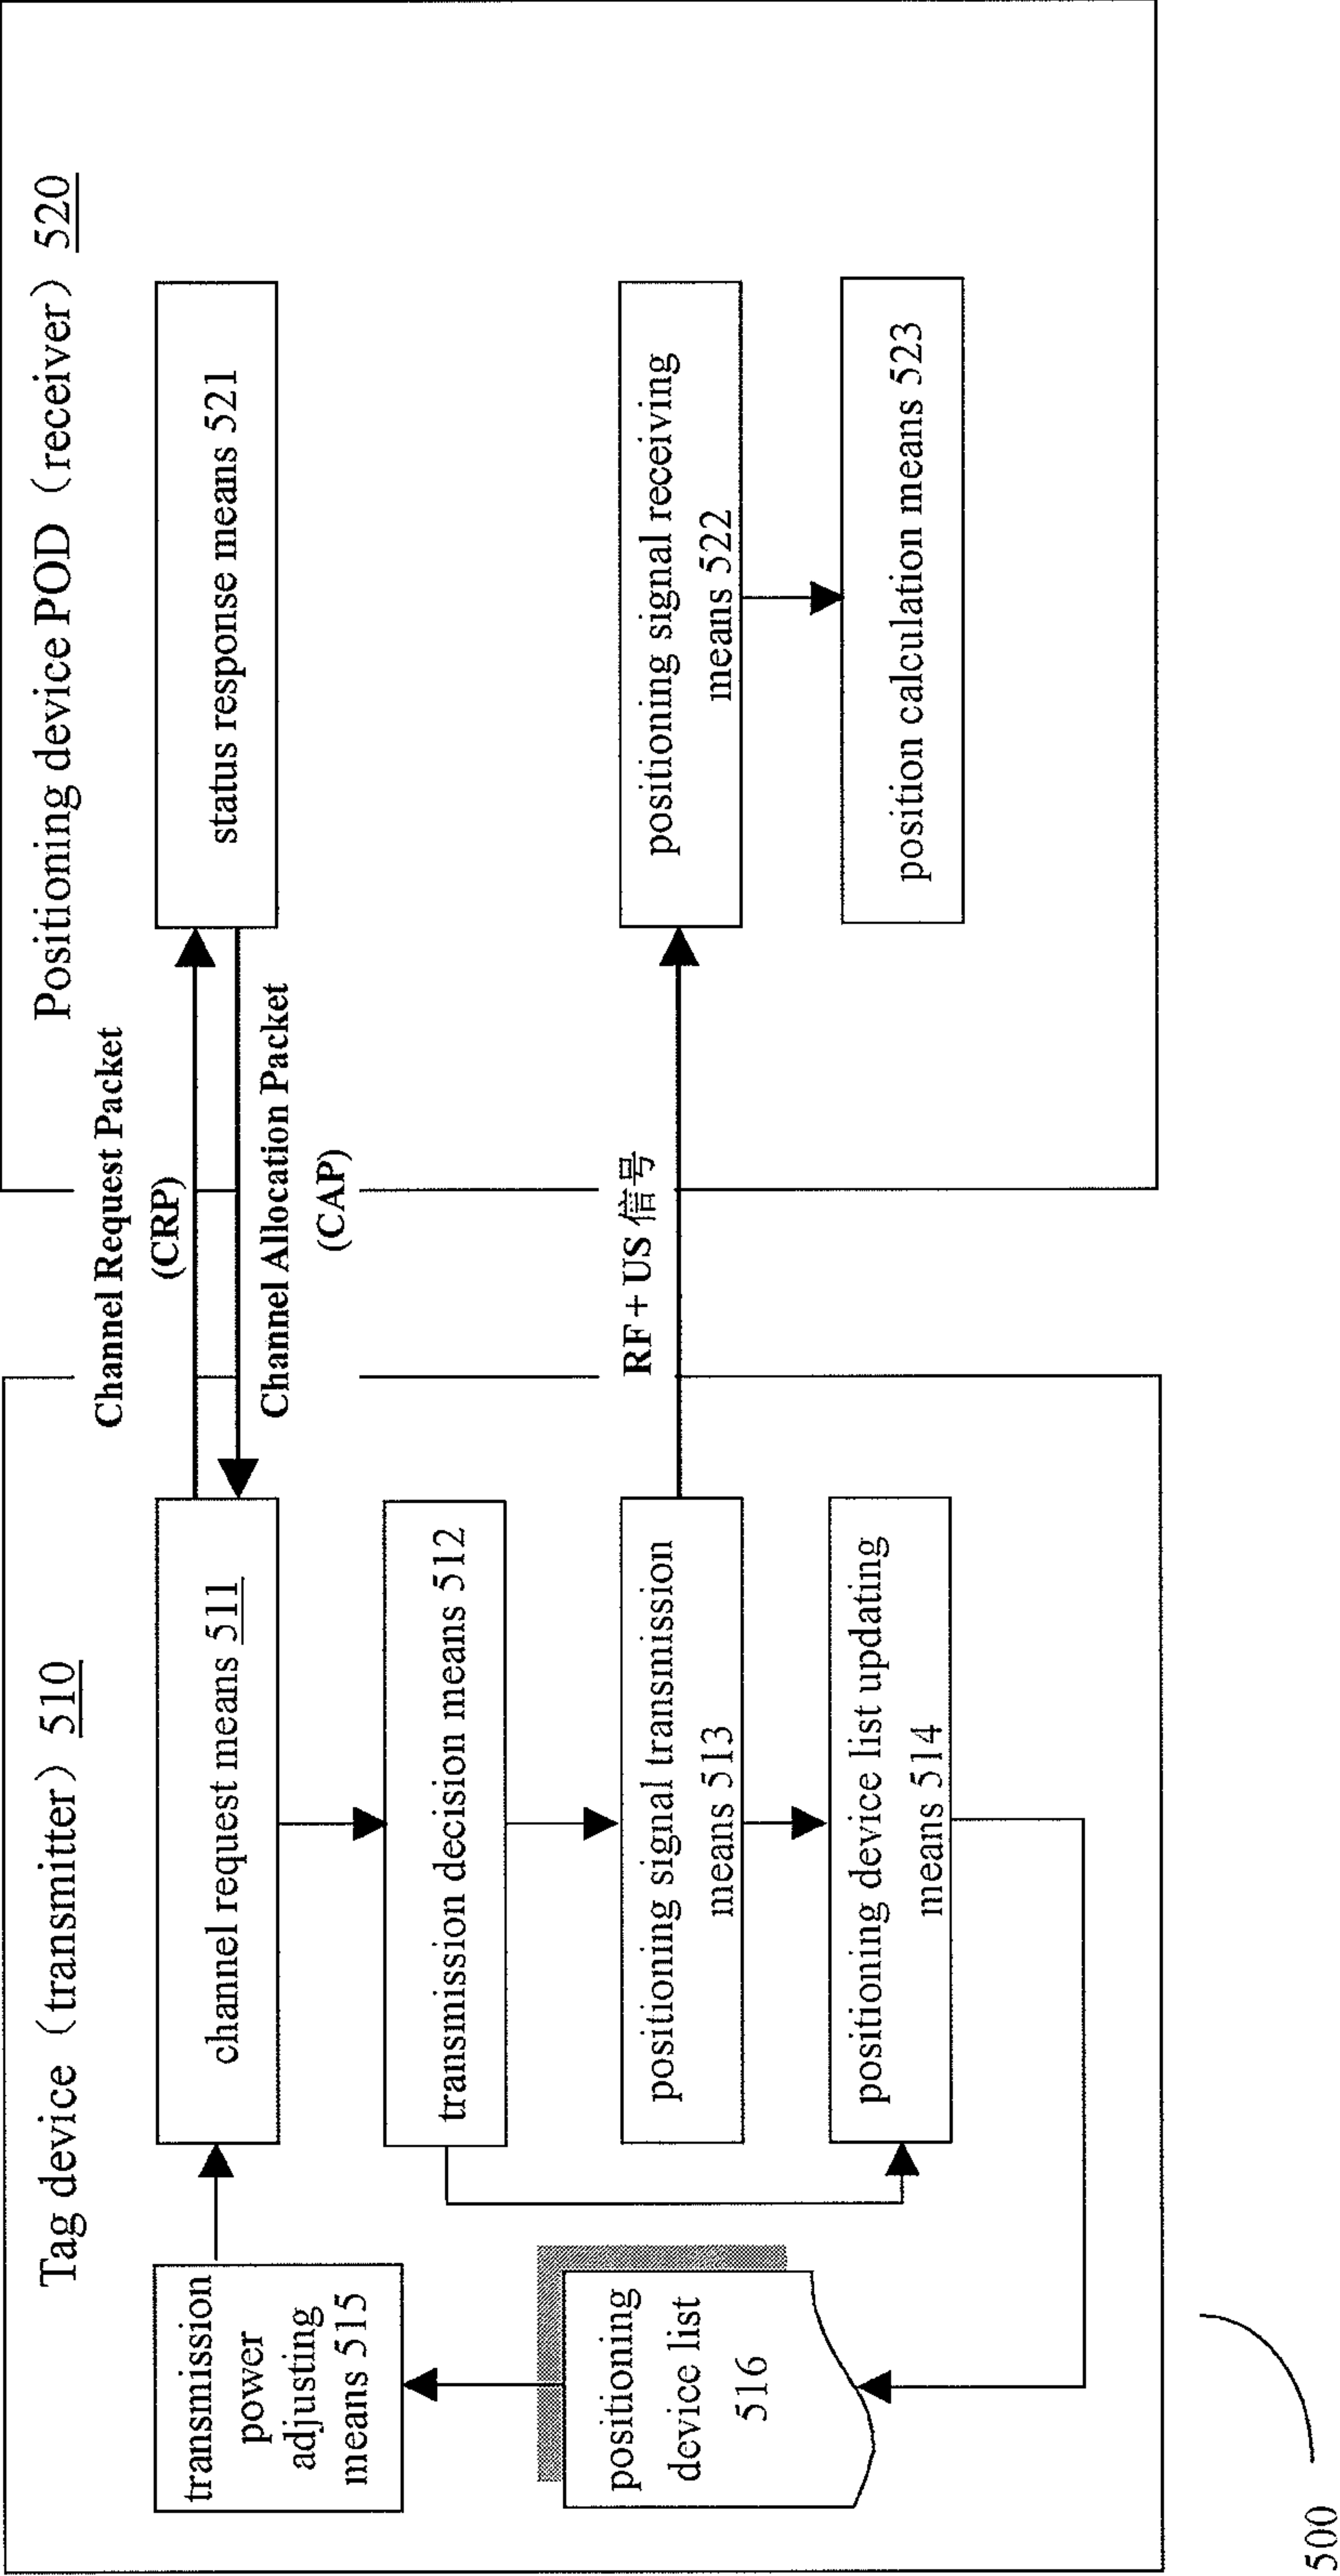 Tag device（transmitter）510
transmission
power
adjusting
means 515
channel request means 511
transmission decision means 512
positioning signal transmission
means 513
positioning device list updating
means 514
positioning
device list
516
Channel Request Packet
(CRP)
Channel Allocation Packet
(CAP)
RF + US 信号
Positioning device POD（receiver）520
status response means 521
positioning signal receiving
means 522
position calculation means 523
500